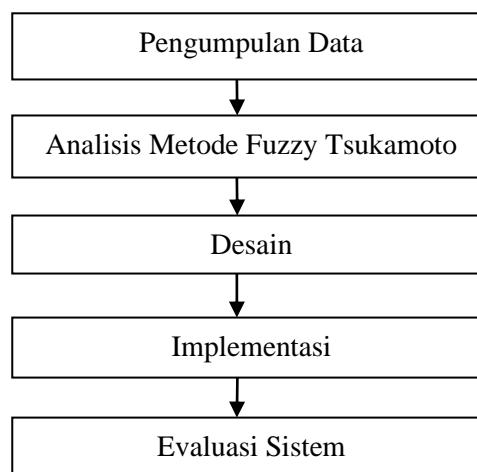 Pengumpulan Data
Analisis Metode Fuzzy Tsukamoto
Desain
Implementasi
Evaluasi Sistem